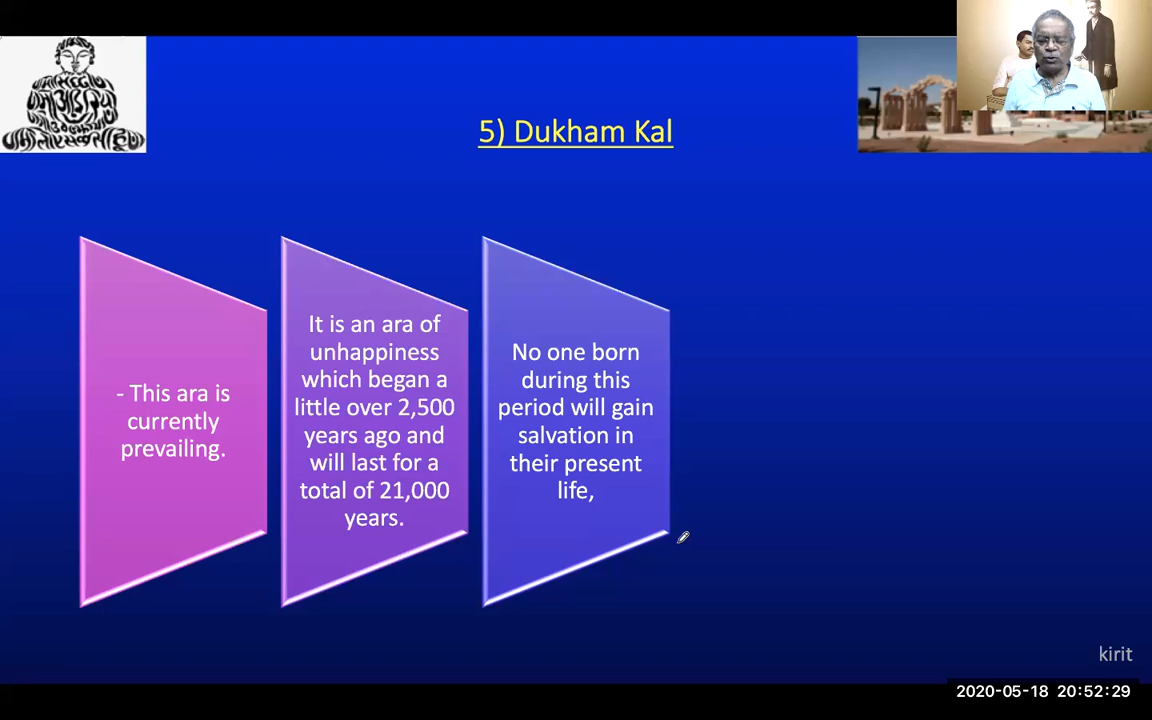 5) Dukham Kal
- This ara is
currently
prevailing.
It is an ara of
unhappiness
which began a
little over 2,500
years ago and
will last for a
total of 21,000
years.
No one born
during this
period will gain
salvation in
their present
life,
kirit
2020-05-18 20:52:29